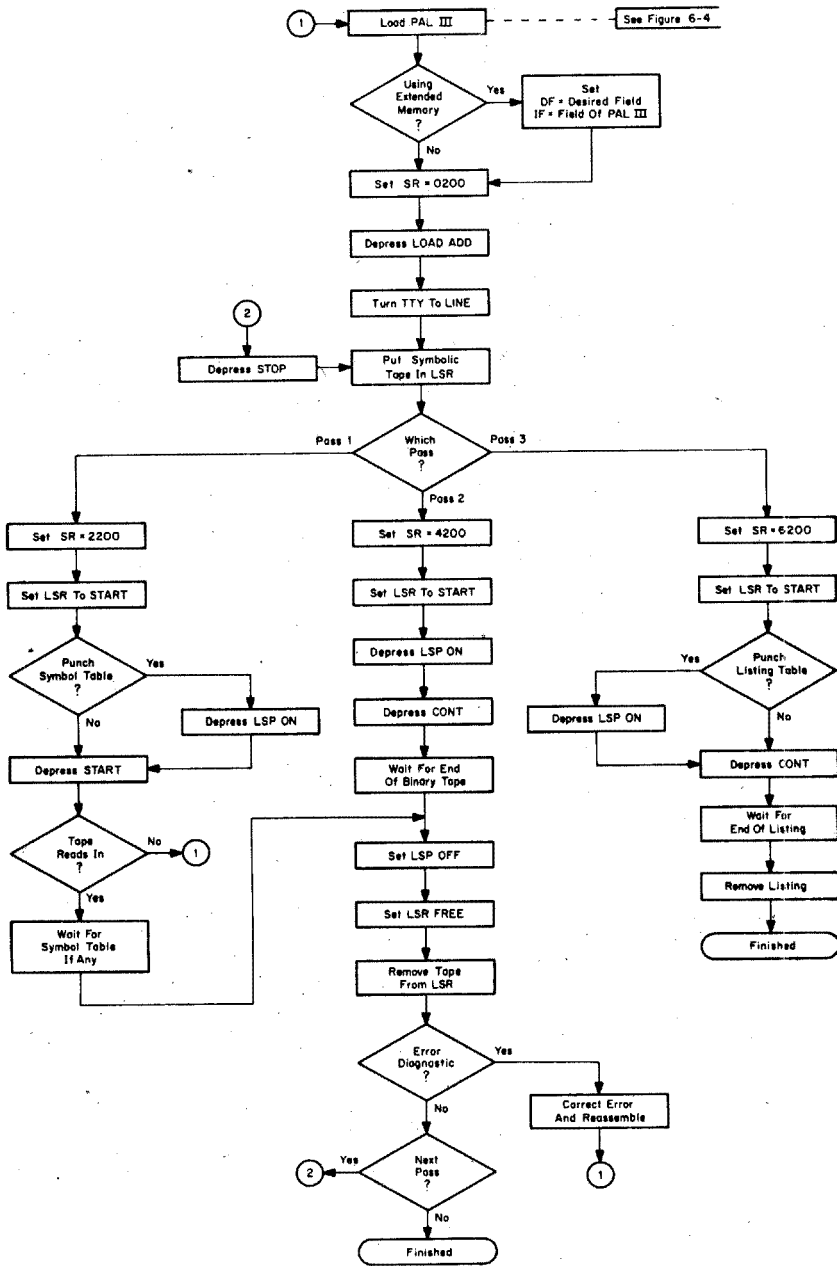 1
Load PAL III
See Figure 6-4
Using
Extended
Memory
?
Yes
Set
DF = Desired Field
IF = Field Of PAL III
No
Set SR = 0200
Depress LOAD ADD
Turn TTY To LINE
2
Depress STOP
Put Symbolic
Tape In LSR
Which
Pass
?
Pass 1
Pass 3
Pass 2
Set SR = 2200
Set LSR To START
Punch
Symbol Table
?
Yes
No
Depress LSP ON
Depress START
Tape
Reads In
?
No
1
Yes
Wait For
Symbol Table
If Any
Set SR = 4200
Set LSR To START
Depress LSP ON
Depress CONT
Wait For End
Of Binary Tape
Set LSP OFF
Set LSR FREE
Remove Tape
From LSR
Error
Diagnostic
?
Yes
Correct Error
And Reassemble
1
No
Next
Pass
?
Yes
2
No
Finished
Set SR = 6200
Set LSR To START
Punch
Listing Table
?
Yes
Depress LSP ON
No
Depress CONT
Wait For
End Of Listing
Remove Listing
Finished